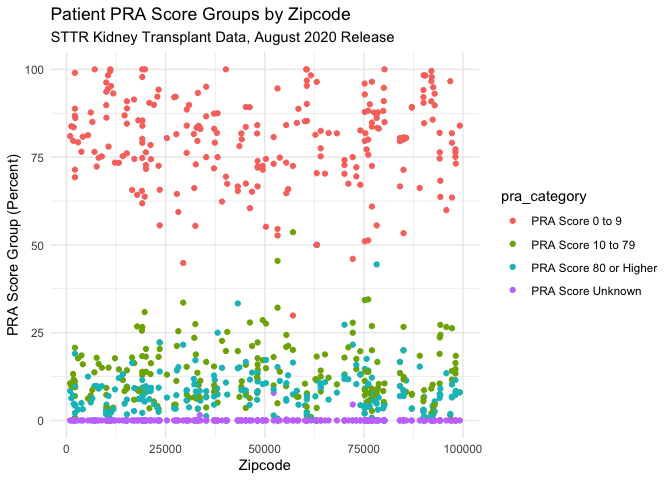 Patient PRA Score Groups by Zipcode
STTR Kidney Transplant Data, August 2020 Release
PRA Score Group (Percent)
100
75
50
25
0
0
25000
50000
75000
100000
Zipcode
pra_category
PRA Score 0 to 9
PRA Score 10 to 79
PRA Score 80 or Higher
PRA Score Unknown